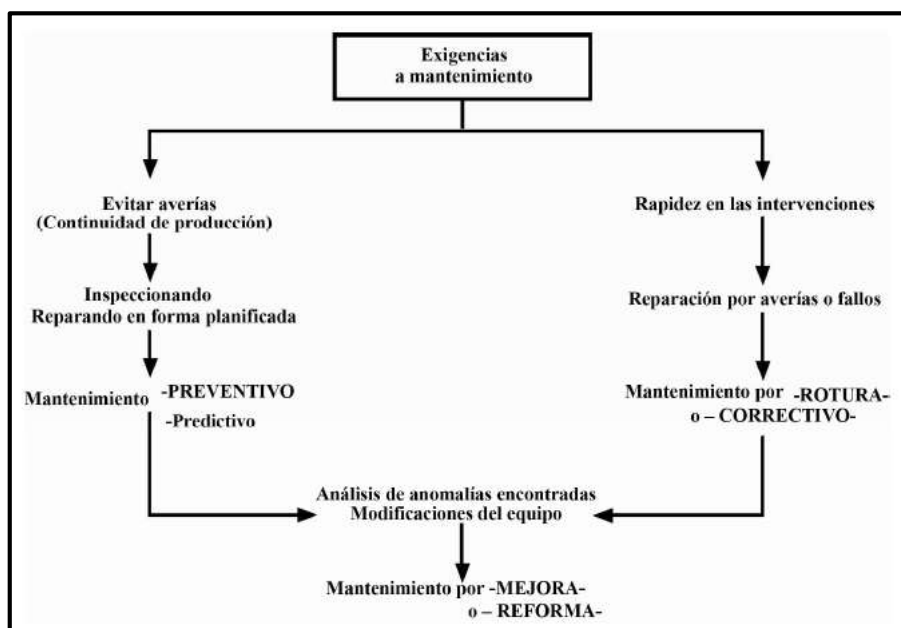 Exigencias
a mantenimiento
Evitar averías
(Continuidad de producción)
Rapidez en las intervenciones
Inspeccionando
Reparando en forma planificada
Reparación por averías o fallos
Mantenimiento -PREVENTIVO
-Predictivo
Mantenimiento por -ROTURA-
o – CORRECTIVO-
Análisis de anomalías encontradas
Modificaciones del equipo
Mantenimiento por -MEJORA-
o – REFORMA-